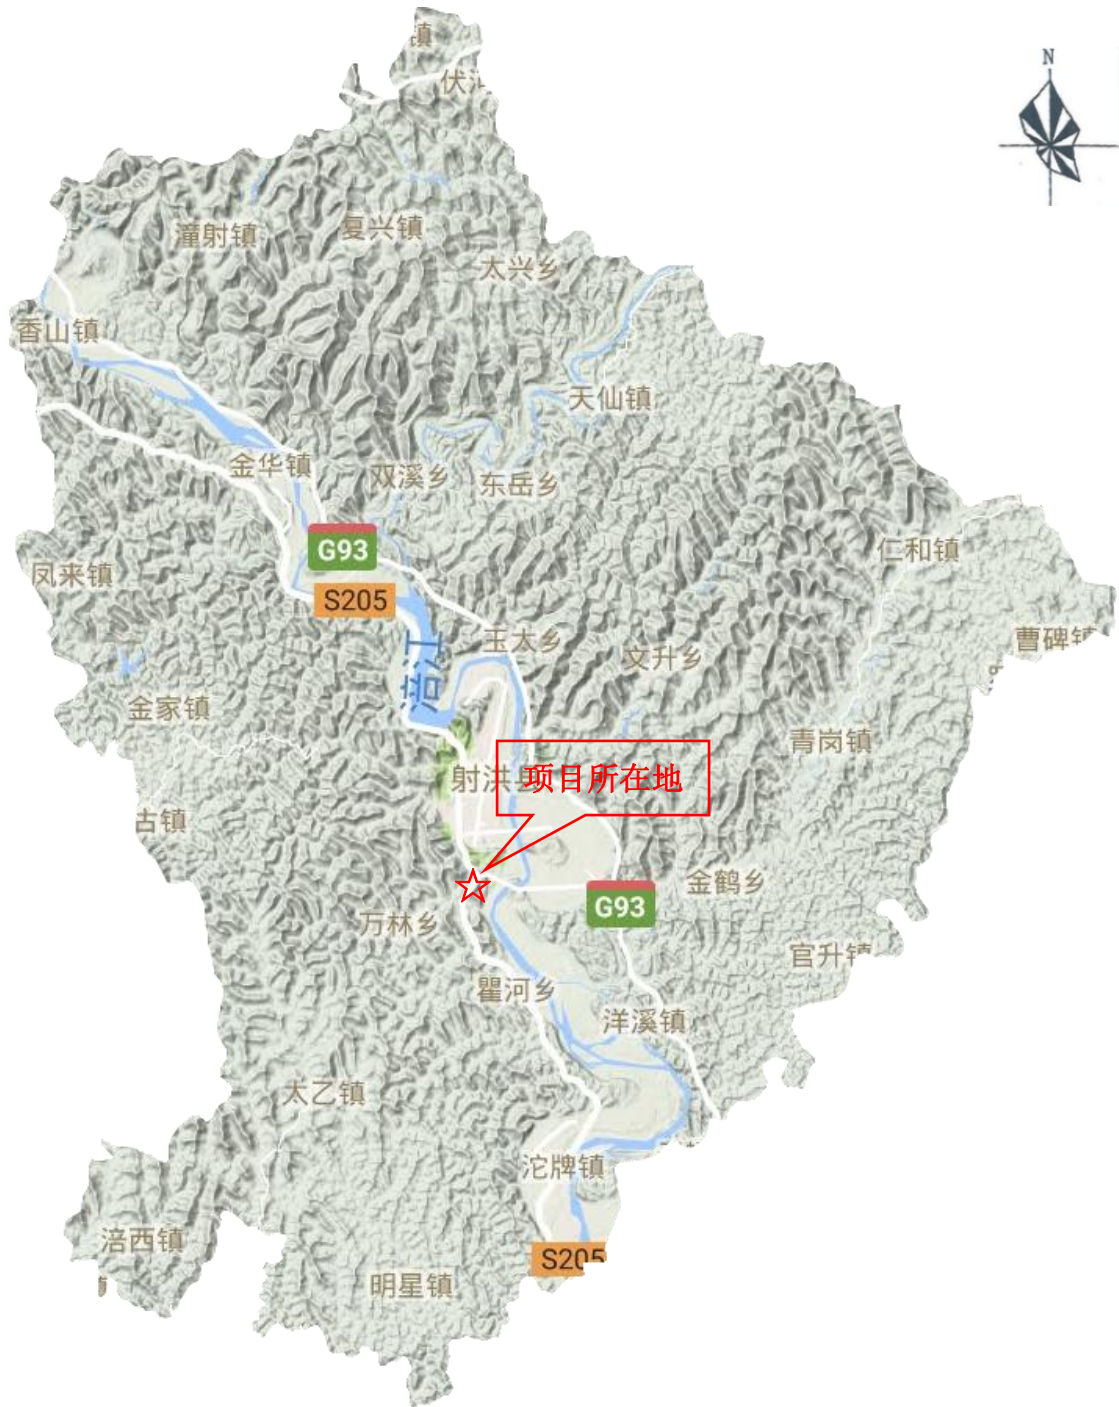 镇
N
复兴镇
潼射镇
太兴乡
香山镇
天仙镇
金华镇
双溪乡
东岳乡
G93
仁和镇
凤来镇
S205
玉太乡
曹碑镇
文升乡
涪江
金家镇
青岗镇
射洪县
项目所在地
古镇
金鹤乡
G93
万林乡
官升镇
瞿河乡
洋溪镇
太乙镇
沱牌镇
涪西镇
S205
明星镇